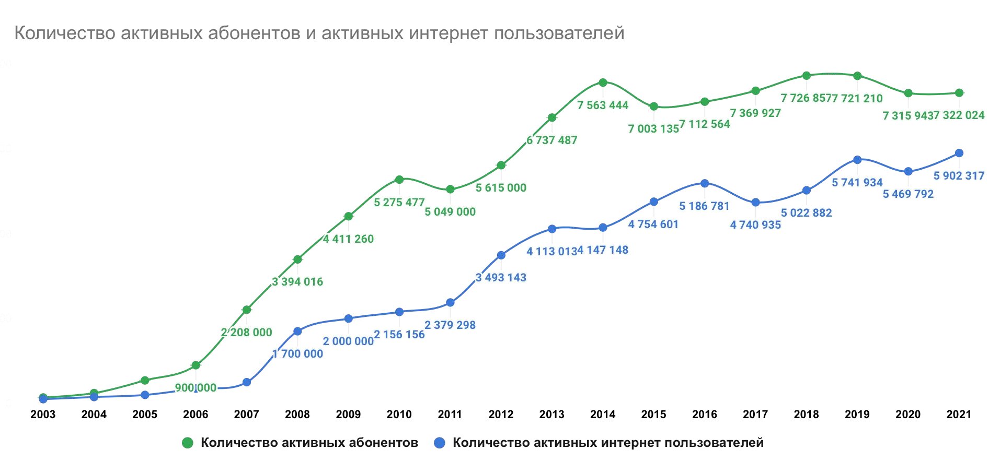 Количество активных абонентов и активных интернет пользователей
7 563 444
7 726 857
7 721 210
7 369 927
7 315 943
7 322 024
7 003 135
7 112 564
6 737 487
5 902 317
5 615 000
5 741 934
5 469 792
5 275 477
5 049 000
5 186 781
5 022 882
4 754 601
4 740 935
4 411 260
4 113 013
4 147 148
3 394 016
3 493 143
2 208 000
2 379 298
2 156 156
2 000 000
1 700 000
900 000
2003 2004 2005 2006 2007 2008 2009 2010 2011 2012 2013 2014 2015 2016 2017 2018 2019 2020 2021
Количество активных абонентов Количество активных интернет пользователей